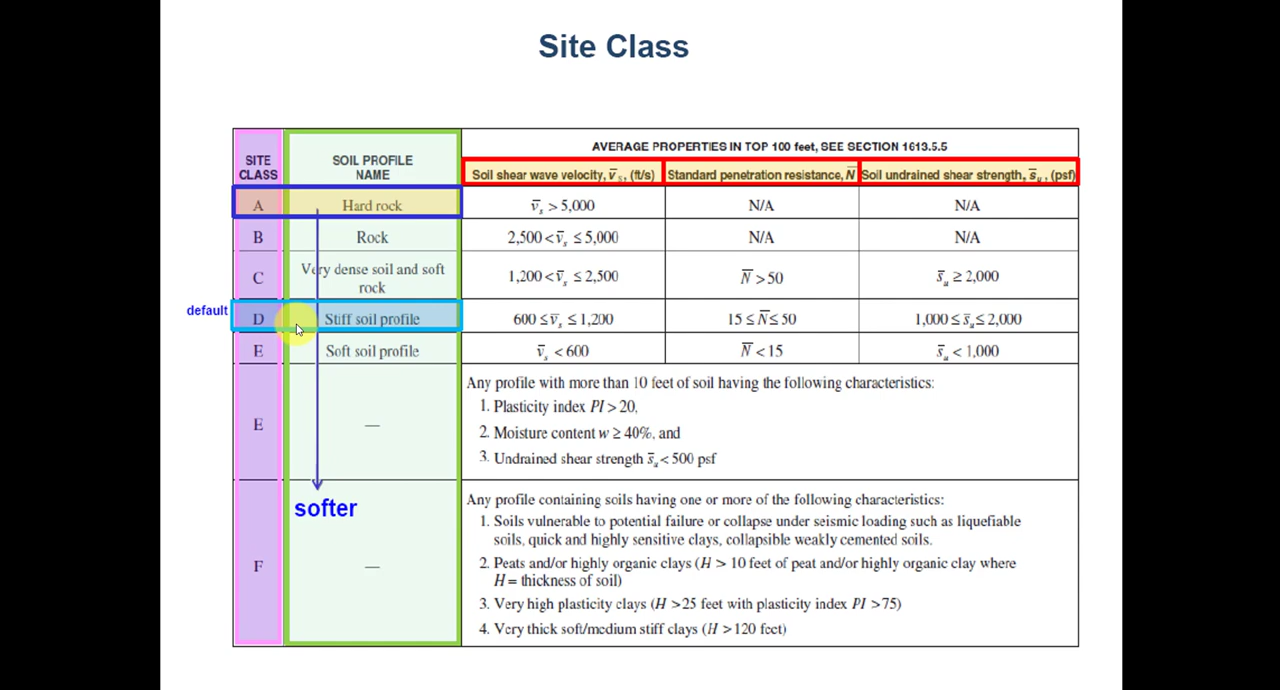 Site Class
AVERAGE PROPERTIES IN TOP 100 feet, SEE SECTION 1613.5.5
SITE CLASS
SOIL PROFILE NAME
Soil shear wave velocity, v̄s, (ft/s)
Standard penetration resistance, N̄
Soil undrained shear strength, s̄u, (psf)
A Hard rock v̄s > 5,000 N/A N/A
B Rock 2,500 < v̄s ≤ 5,000 N/A N/A
C Very dense soil and soft rock 1,200 < v̄s ≤ 2,500 N̄ > 50 s̄u ≥ 2,000
default
D Stiff soil profile 600 ≤ v̄s ≤ 1,200 15 ≤ N̄ ≤ 50 1,000 ≤ s̄u ≤ 2,000
E Soft soil profile v̄s < 600 N̄ < 15 s̄u < 1,000
E —
Any profile with more than 10 feet of soil having the following characteristics:
1. Plasticity index PI > 20,
2. Moisture content w ≥ 40%, and
3. Undrained shear strength s̄u < 500 psf
softer
F —
Any profile containing soils having one or more of the following characteristics:
1. Soils vulnerable to potential failure or collapse under seismic loading such as liquefiable
soils, quick and highly sensitive clays, collapsible weakly cemented soils.
2. Peats and/or highly organic clays (H > 10 feet of peat and/or highly organic clay where
H = thickness of soil)
3. Very high plasticity clays (H >25 feet with plasticity index PI >75)
4. Very thick soft/medium stiff clays (H >120 feet)